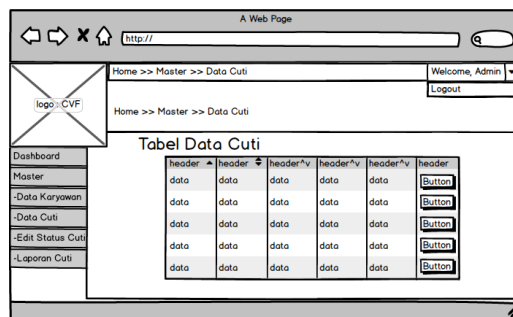 A Web Page
http://
Home >> Master >> Data Cuti
Welcome, Admin
Logout
logo CVF
Home >> Master >> Data Cuti
Tabel Data Cuti
Dashboard
Master
-Data Karyawan
-Data Cuti
-Edit Status Cuti
-Laporan Cuti
header header header^v header^v header^v header
data data data data data Button
data data data data data Button
data data data data data Button
data data data data data Button
data data data data data Button